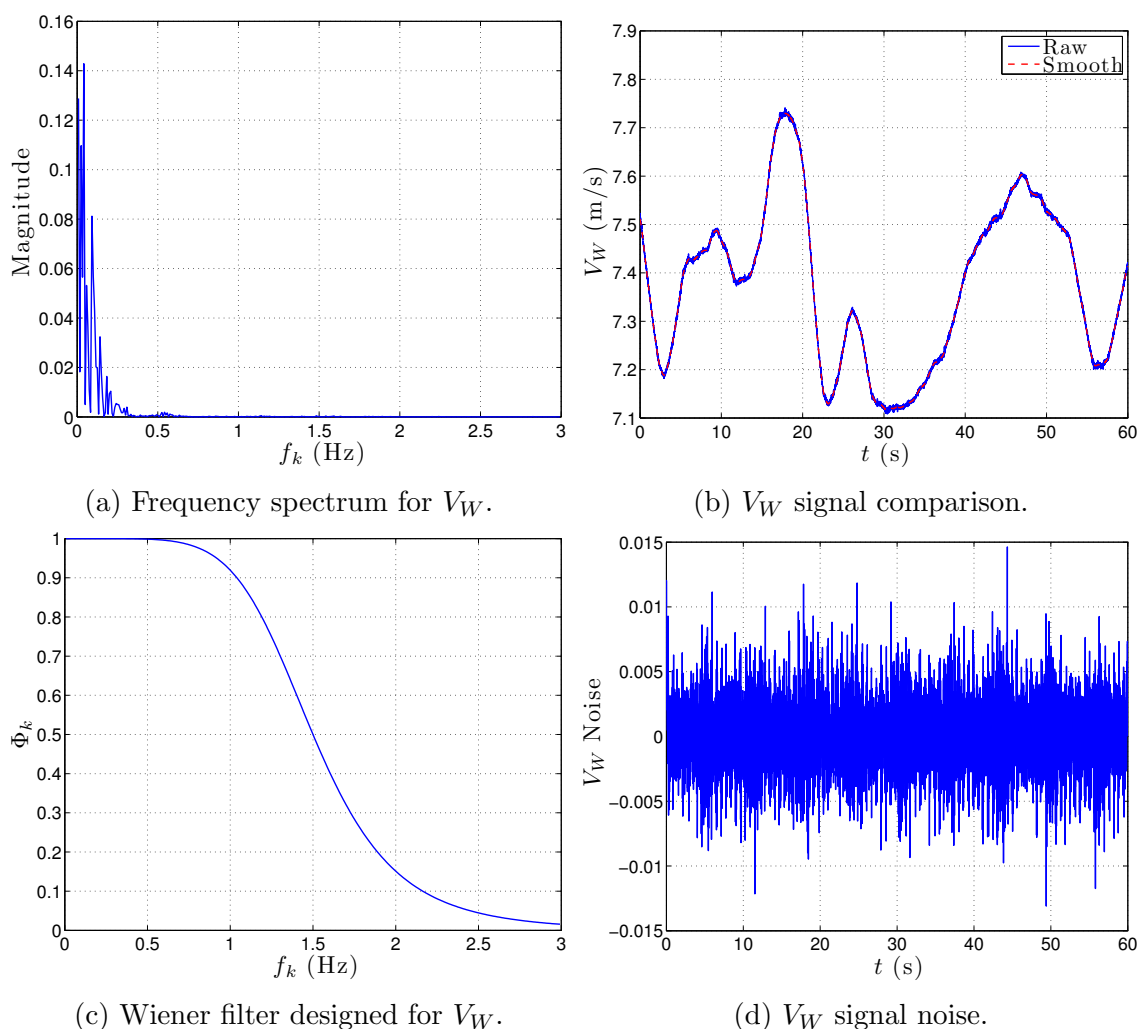 0.16
0.14
0.12
0.1
0.08
0.06
0.04
0.02
0
Magnitude
0 0.5 1 1.5 2 2.5 3
f_k (Hz)
(a) Frequency spectrum for V_W.
7.9
7.8
7.7
7.6
7.5
7.4
7.3
7.2
7.1
V_W (m/s)
Raw
Smooth
0 10 20 30 40 50 60
t (s)
(b) V_W signal comparison.
1
0.9
0.8
0.7
0.6
0.5
0.4
0.3
0.2
0.1
0
Φ_k
0 0.5 1 1.5 2 2.5 3
f_k (Hz)
(c) Wiener filter designed for V_W.
0.015
0.01
0.005
0
−0.005
−0.01
−0.015
V_W Noise
0 10 20 30 40 50 60
t (s)
(d) V_W signal noise.